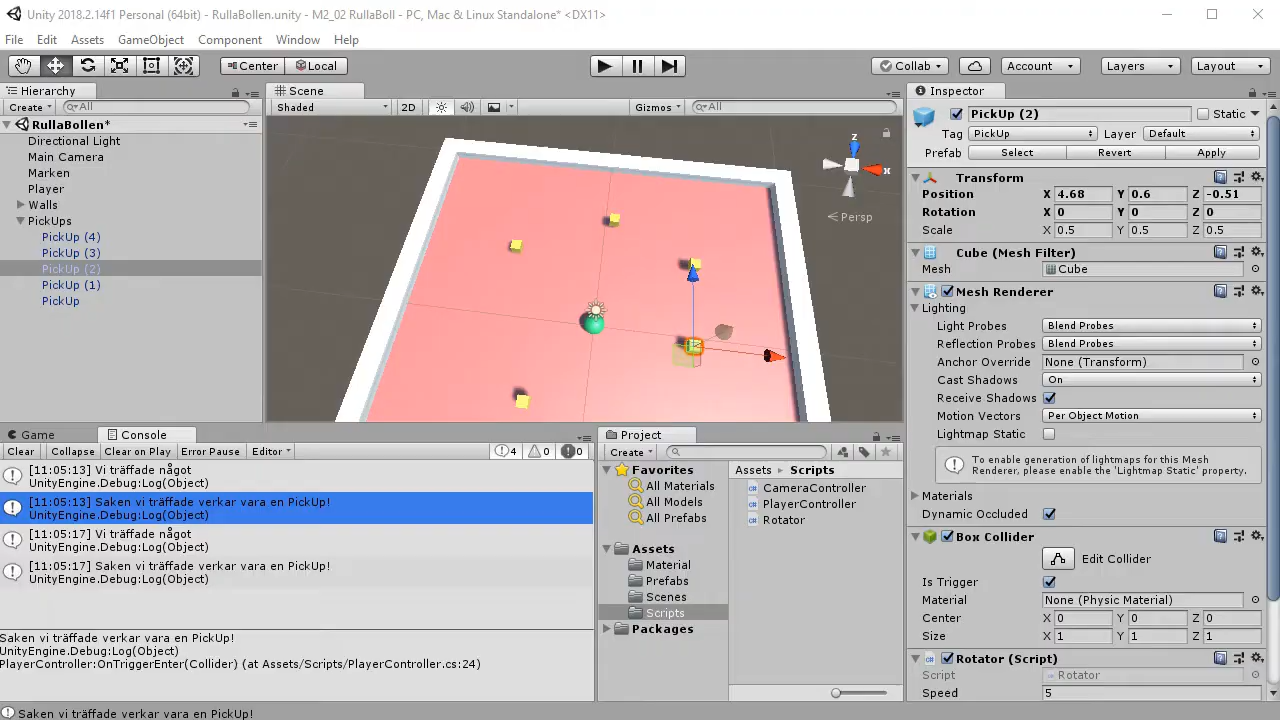 Unity 2018.2.14f1 Personal (64bit) - RullaBollen.unity - M2_02 RullaBoll - PC, Mac & Linux Standalone* <DX11>
File Edit Assets GameObject Component Window Help
Center Local Collab Account Layers Layout
Hierarchy
Create All
RullaBollen*
Directional Light
Main Camera
Marken
Player
Walls
PickUps
PickUp (4)
PickUp (3)
PickUp (2)
PickUp (1)
PickUp
Scene
Shaded 2D Gizmos All
z
x
Persp
Inspector
PickUp (2) Static
Tag PickUp Layer Default
Prefab Select Revert Apply
Transform
Position X 4.68 Y 0.6 Z -0.51
Rotation X 0 Y 0 Z 0
Scale X 0.5 Y 0.5 Z 0.5
Cube (Mesh Filter)
Mesh Cube
Mesh Renderer
Lighting
Light Probes Blend Probes
Reflection Probes Blend Probes
Anchor Override None (Transform)
Cast Shadows On
Receive Shadows
Motion Vectors Per Object Motion
Lightmap Static
To enable generation of lightmaps for this Mesh
Renderer, please enable the 'Lightmap Static' property.
Materials
Dynamic Occluded
Box Collider
Edit Collider
Is Trigger
Material None (Physic Material)
Center X 0 Y 0 Z 0
Size X 1 Y 1 Z 1
Rotator (Script)
Script Rotator
Speed 5
Game Console
Clear Collapse Clear on Play Error Pause Editor 4 0 0
[11:05:13] Vi träffade något
UnityEngine.Debug:Log(Object)
[11:05:13] Saken vi träffade verkar vara en PickUp!
UnityEngine.Debug:Log(Object)
[11:05:17] Vi träffade något
UnityEngine.Debug:Log(Object)
[11:05:17] Saken vi träffade verkar vara en PickUp!
UnityEngine.Debug:Log(Object)
Saken vi träffade verkar vara en PickUp!
UnityEngine.Debug:Log(Object)
PlayerController:OnTriggerEnter(Collider) (at Assets/Scripts/PlayerController.cs:24)
Project
Create
Favorites
All Materials
All Models
All Prefabs
Assets
Material
Prefabs
Scenes
Scripts
Packages
Assets Scripts
CameraController
PlayerController
Rotator
Saken vi träffade verkar vara en PickUp!